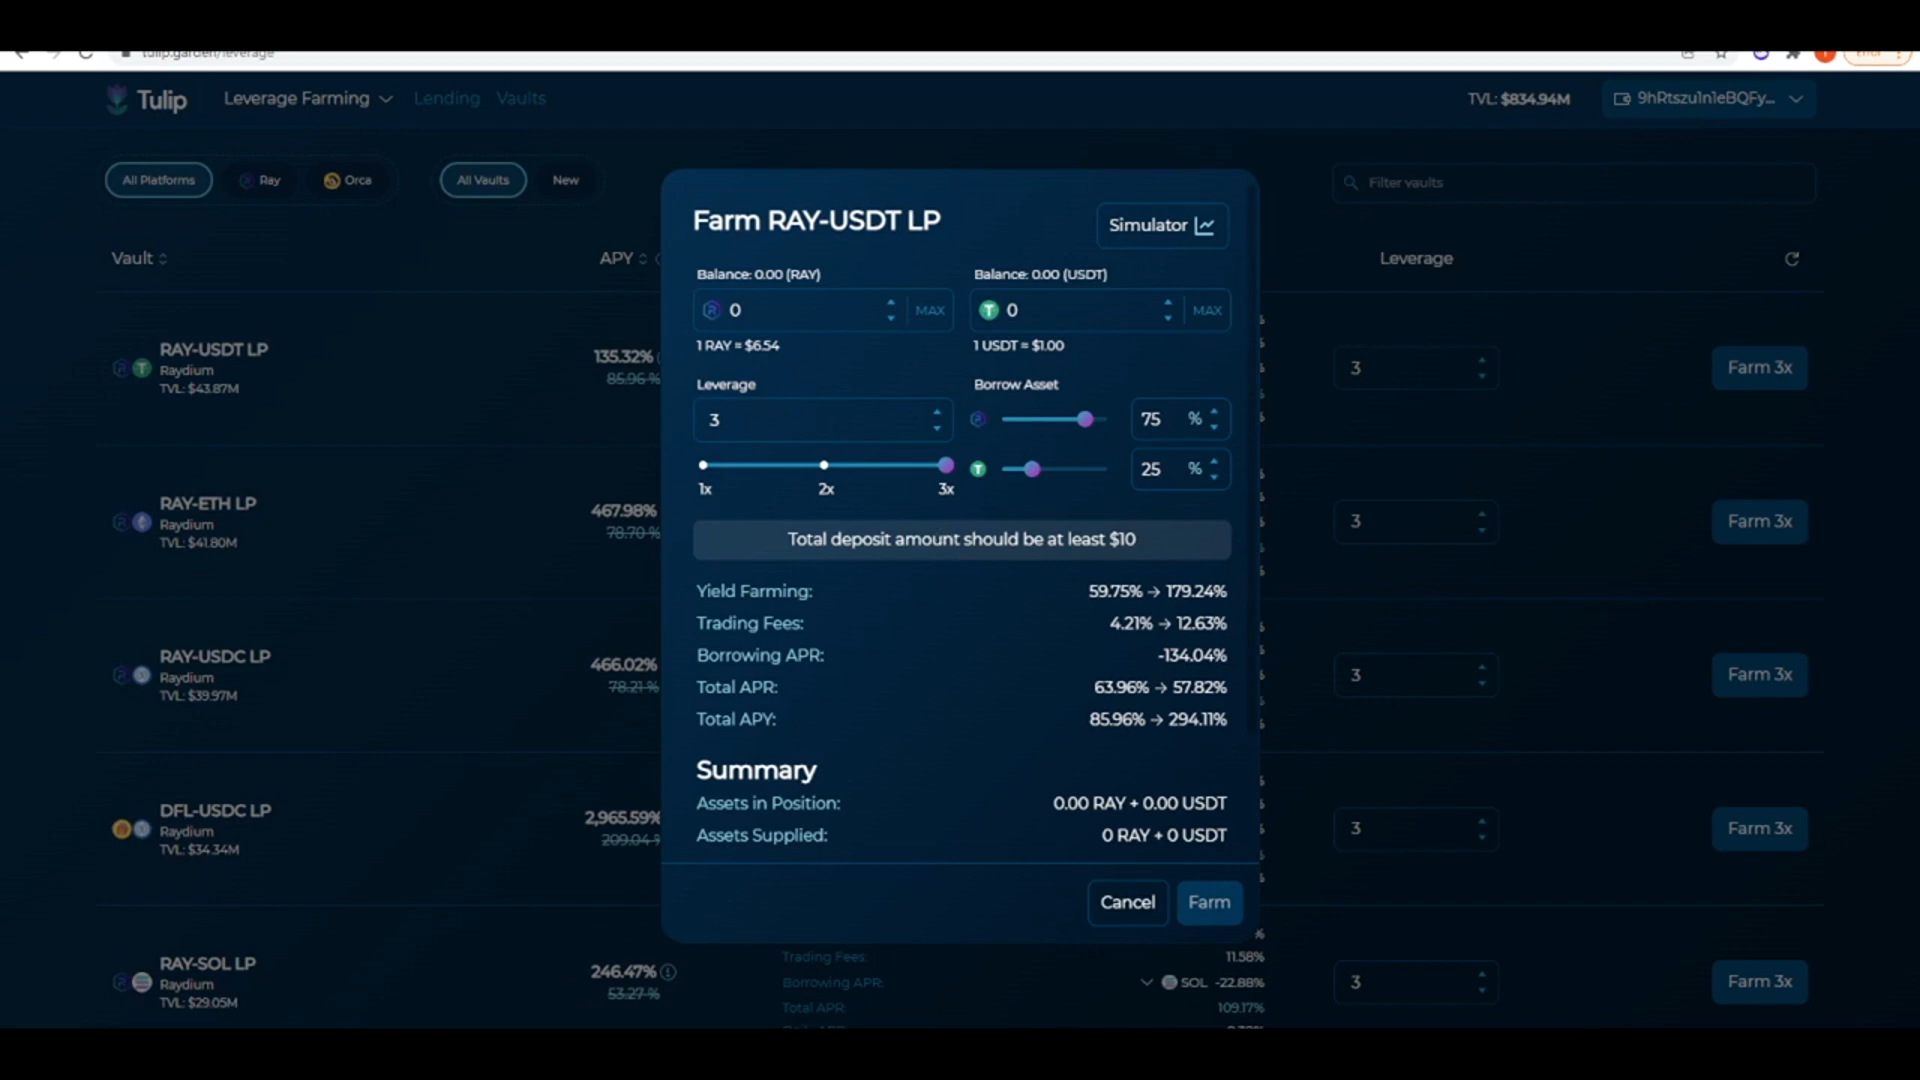 tulip.garden/leverage
Tulip
Leverage Farming
Lending
Vaults
TVL: $834.94M
All Platforms
Ray
Orca
All Vaults
New
Filter vaults
Vault
APY
Leverage
RAY-USDT LP
Raydium
TVL: $43.87M
135.32%
85.96 %
3
Farm 3x
RAY-ETH LP
Raydium
TVL: $41.80M
467.98%
78.70 %
3
Farm 3x
RAY-USDC LP
Raydium
TVL: $39.97M
466.02%
78.21 %
3
Farm 3x
DFL-USDC LP
Raydium
TVL: $34.34M
2,965.59%
209.04 %
3
Farm 3x
RAY-SOL LP
Raydium
TVL: $29.05M
246.47%
53.27 %
Trading Fees: 11.58%
Borrowing APR: SOL -22.88%
Total APR: 109.17%
3
Farm 3x
Farm RAY-USDT LP
Simulator
Balance: 0.00 (RAY)
Balance: 0.00 (USDT)
0 MAX
0 MAX
1 RAY = $6.54
1 USDT = $1.00
Leverage
Borrow Asset
3
75 %
1x 2x 3x
25 %
Total deposit amount should be at least $10
Yield Farming: 59.75% → 179.24%
Trading Fees: 4.21% → 12.63%
Borrowing APR: -134.04%
Total APR: 63.96% → 57.82%
Total APY: 85.96% → 294.11%
Summary
Assets in Position: 0.00 RAY + 0.00 USDT
Assets Supplied: 0 RAY + 0 USDT
Cancel
Farm